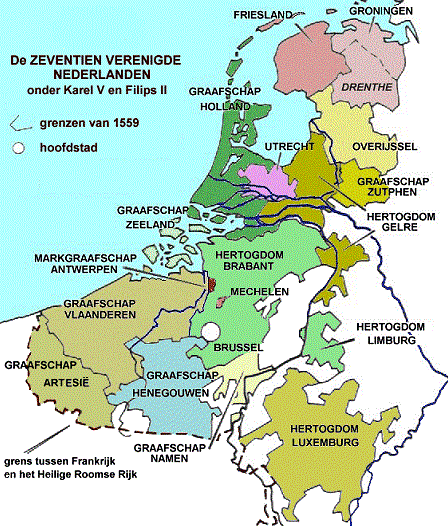 FRIESLAND
GRONINGEN
De ZEVENTIEN VERENIGDE
NEDERLANDEN
onder Karel V en Filips II
DRENTHE
GRAAFSCHAP
HOLLAND
grenzen van 1559
hoofdstad
UTRECHT
OVERIJSSEL
GRAAFSCHAP
ZUTPHEN
GRAAFSCHAP
ZEELAND
HERTOGDOM
GELRE
MARKGRAAFSCHAP
ANTWERPEN
HERTOGDOM
BRABANT
MECHELEN
GRAAFSCHAP
VLAANDEREN
HERTOGDOM
LIMBURG
BRUSSEL
GRAAFSCHAP
ARTESIË
GRAAFSCHAP
HENEGOUWEN
HERTOGDOM
LUXEMBURG
GRAAFSCHAP
NAMEN
grens tussen Frankrijk
en het Heilige Roomse Rijk